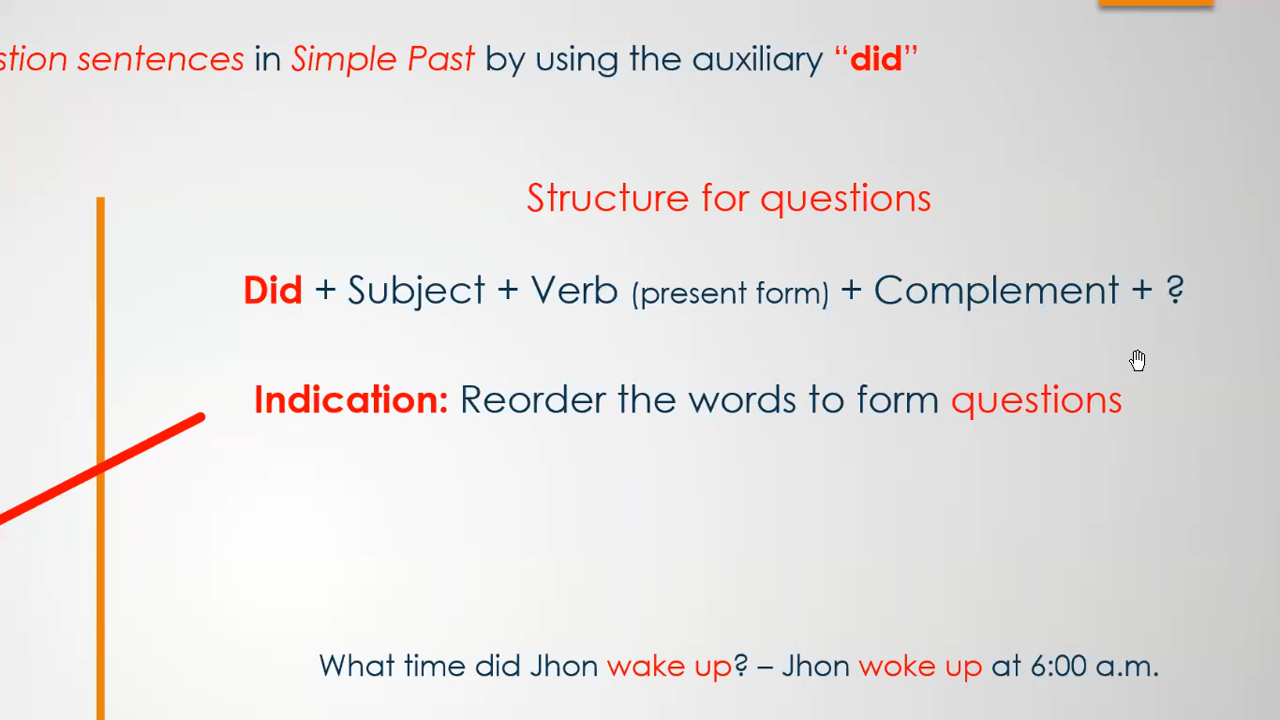 stion sentences in Simple Past by using the auxiliary “did”
Structure for questions
Did + Subject + Verb (present form) + Complement + ?
Indication: Reorder the words to form questions
What time did Jhon wake up? – Jhon woke up at 6:00 a.m.